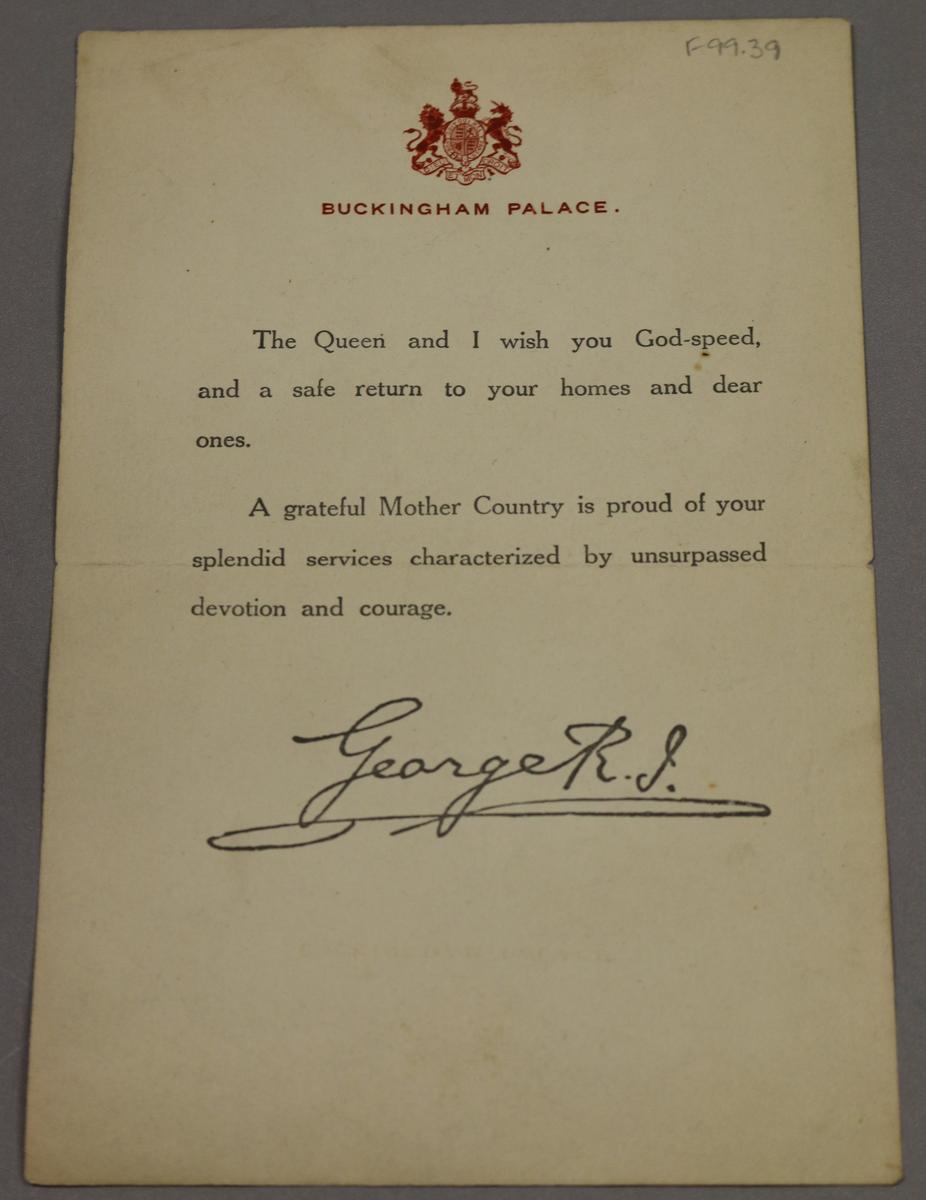 F99.39
BUCKINGHAM PALACE.
The Queen and I wish you God-speed,
and a safe return to your homes and dear
ones.
A grateful Mother Country is proud of your
splendid services characterized by unsurpassed
devotion and courage.
George R.I.